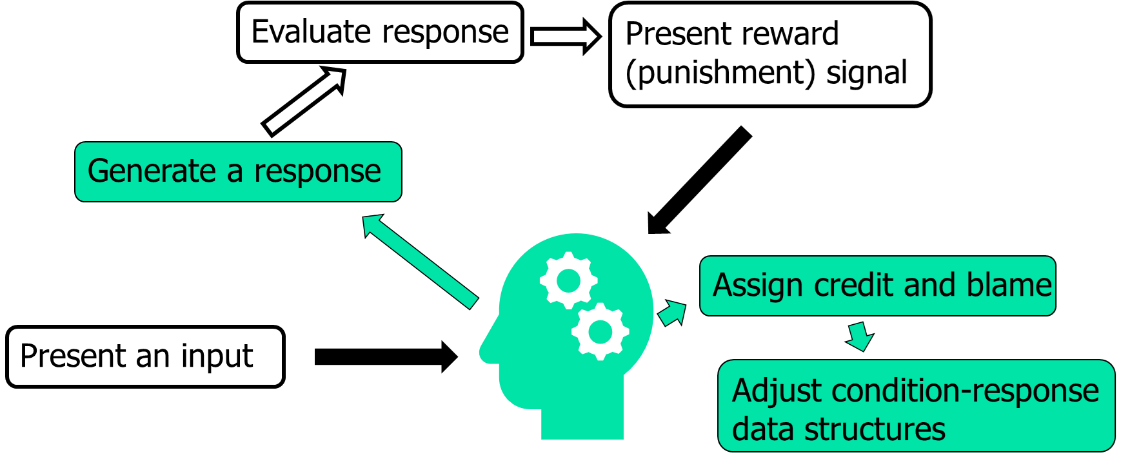 Evaluate response
Present reward
(punishment) signal
Generate a response
Assign credit and blame
Present an input
Adjust condition-response
data structures